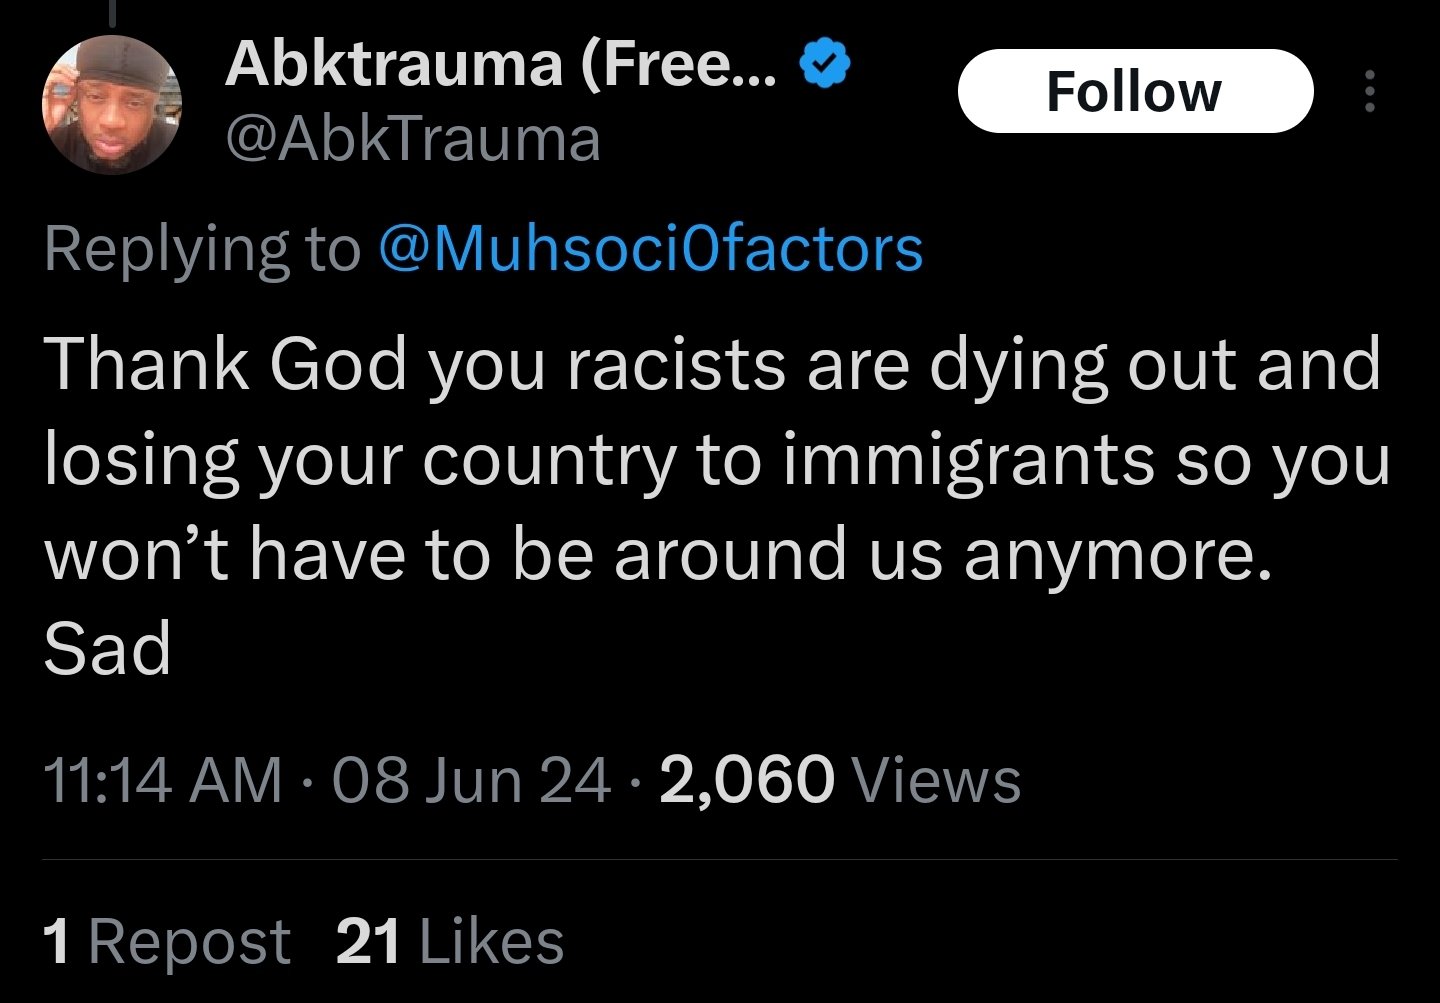 Abktrauma (Free...
Follow
@AbkTrauma
Replying to @Muhsoci0factors
Thank God you racists are dying out and
losing your country to immigrants so you
won’t have to be around us anymore.
Sad
11:14 AM · 08 Jun 24 · 2,060 Views
1 Repost 21 Likes